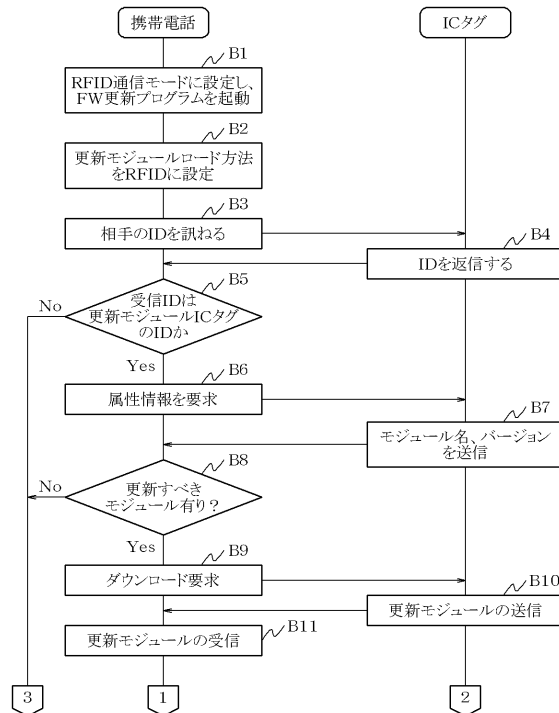 携帯電話
ICタグ
B1
RFID通信モードに設定し、
FW更新プログラムを起動
B2
更新モジュールロード方法
をRFIDに設定
B3
相手のIDを訊ねる
B4
IDを返信する
B5
受信IDは
更新モジュールICタグ
のIDか
No
Yes
B6
属性情報を要求
B7
モジュール名、バージョン
を送信
B8
更新すべき
モジュール有り？
No
Yes
B9
ダウンロード要求
B10
更新モジュールの送信
B11
更新モジュールの受信
3
1
2